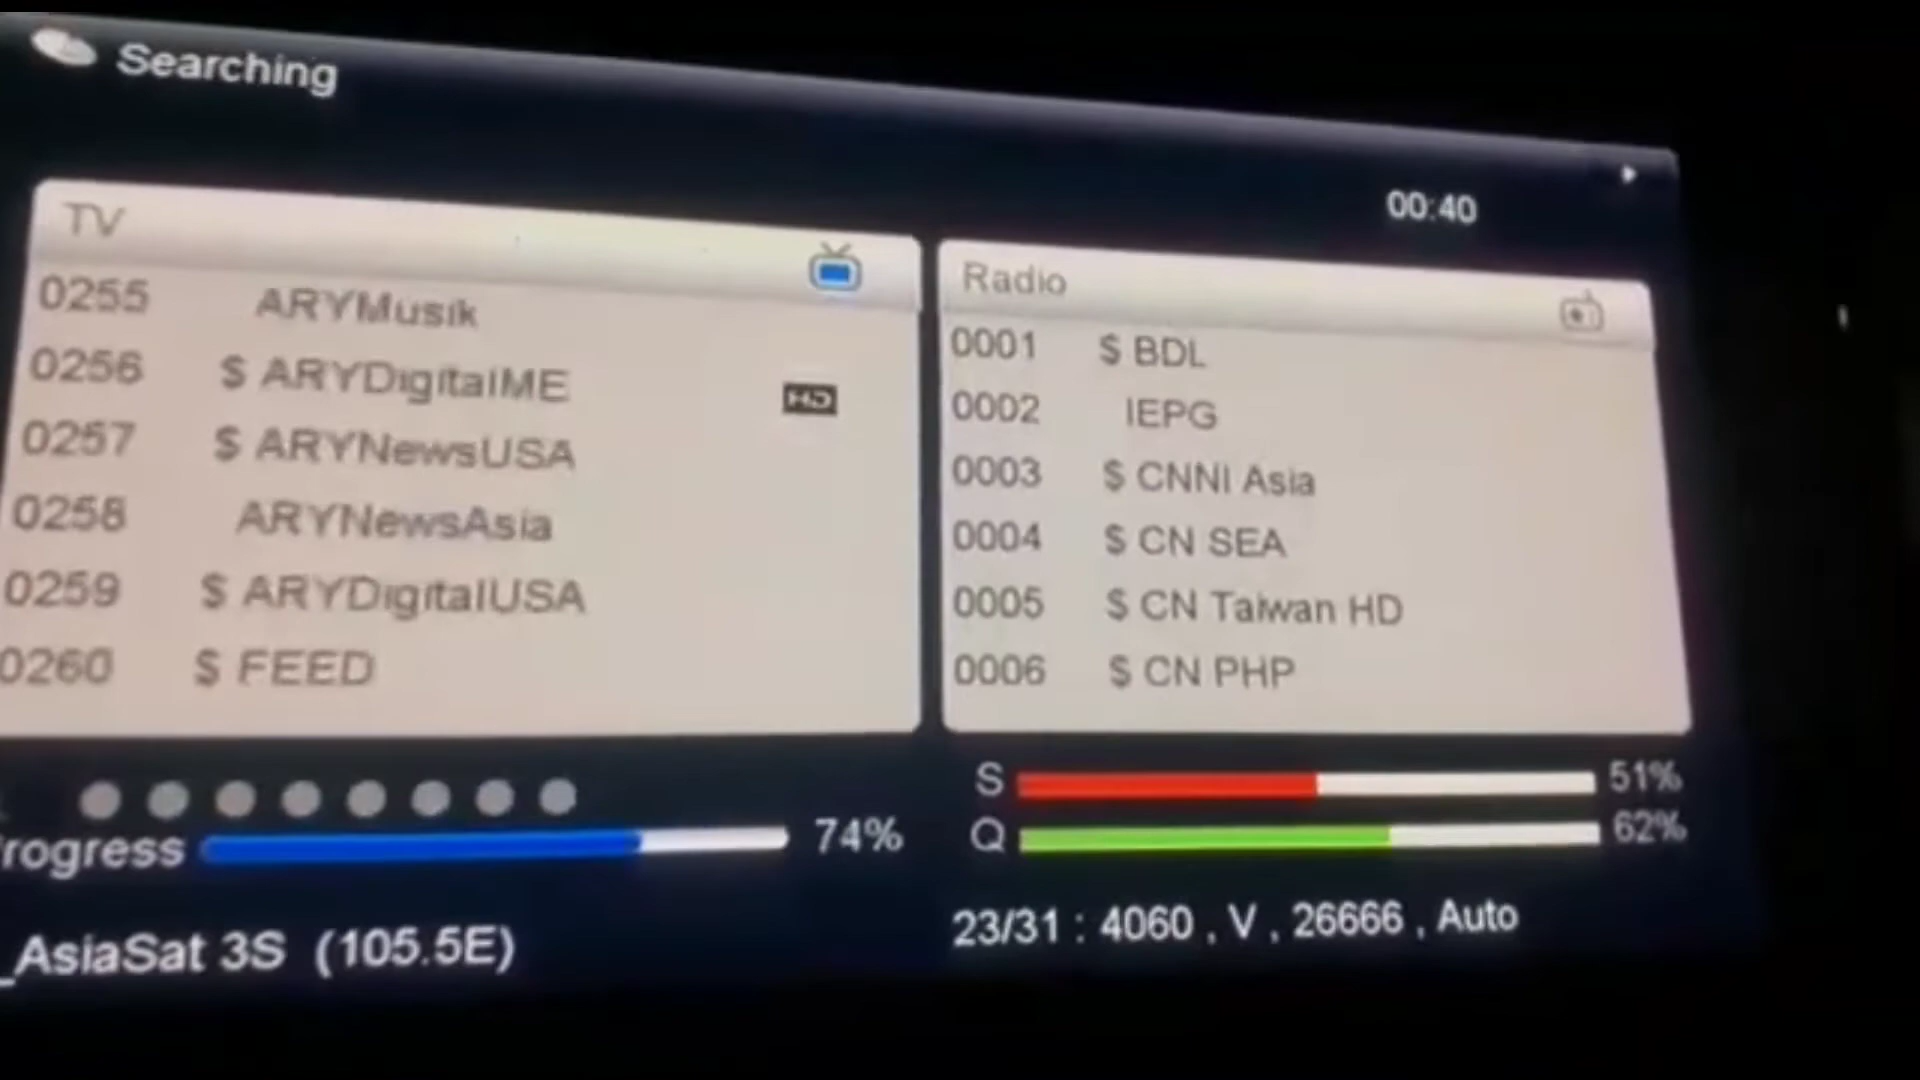 Searching
00:40
TV
0255 ARYMusik
0256 $ ARYDigitalME HD
0257 $ ARYNewsUSA
0258 ARYNewsAsia
0259 $ ARYDigitalUSA
0260 $ FEED
Radio
0001 $ BDL
0002 IEPG
0003 $ CNNI Asia
0004 $ CN SEA
0005 $ CN Taiwan HD
0006 $ CN PHP
rogress 74%
S 51%
Q 62%
_AsiaSat 3S (105.5E)
23/31 : 4060 , V , 26666 , Auto